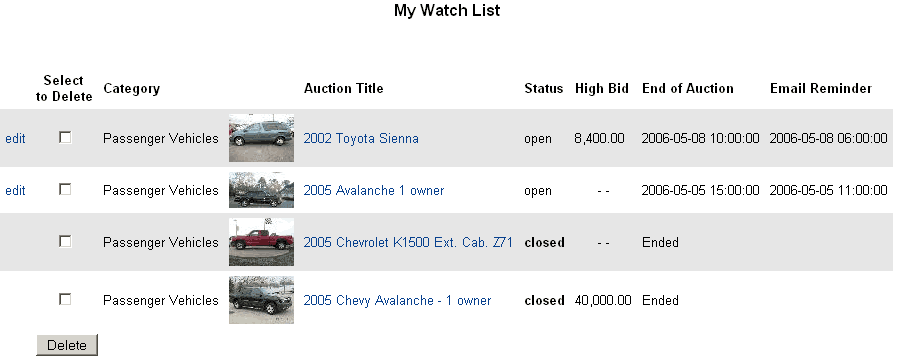 My Watch List
Select
to Delete Category Auction Title Status High Bid End of Auction Email Reminder
edit Passenger Vehicles 2002 Toyota Sienna open 8,400.00 2006-05-08 10:00:00 2006-05-08 06:00:00
edit Passenger Vehicles 2005 Avalanche 1 owner open - - 2006-05-05 15:00:00 2006-05-05 11:00:00
Passenger Vehicles 2005 Chevrolet K1500 Ext. Cab. Z71 closed - - Ended
Passenger Vehicles 2005 Chevy Avalanche - 1 owner closed 40,000.00 Ended
Delete